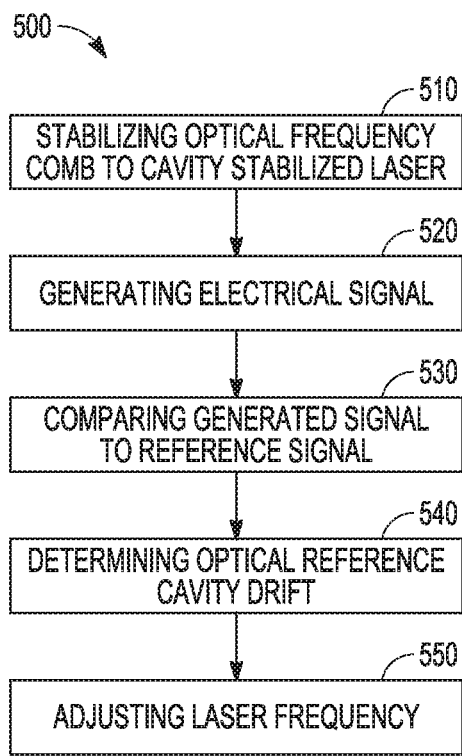 500
510
STABILIZING OPTICAL FREQUENCY
COMB TO CAVITY STABILIZED LASER
520
GENERATING ELECTRICAL SIGNAL
530
COMPARING GENERATED SIGNAL
TO REFERENCE SIGNAL
540
DETERMINING OPTICAL REFERENCE
CAVITY DRIFT
550
ADJUSTING LASER FREQUENCY